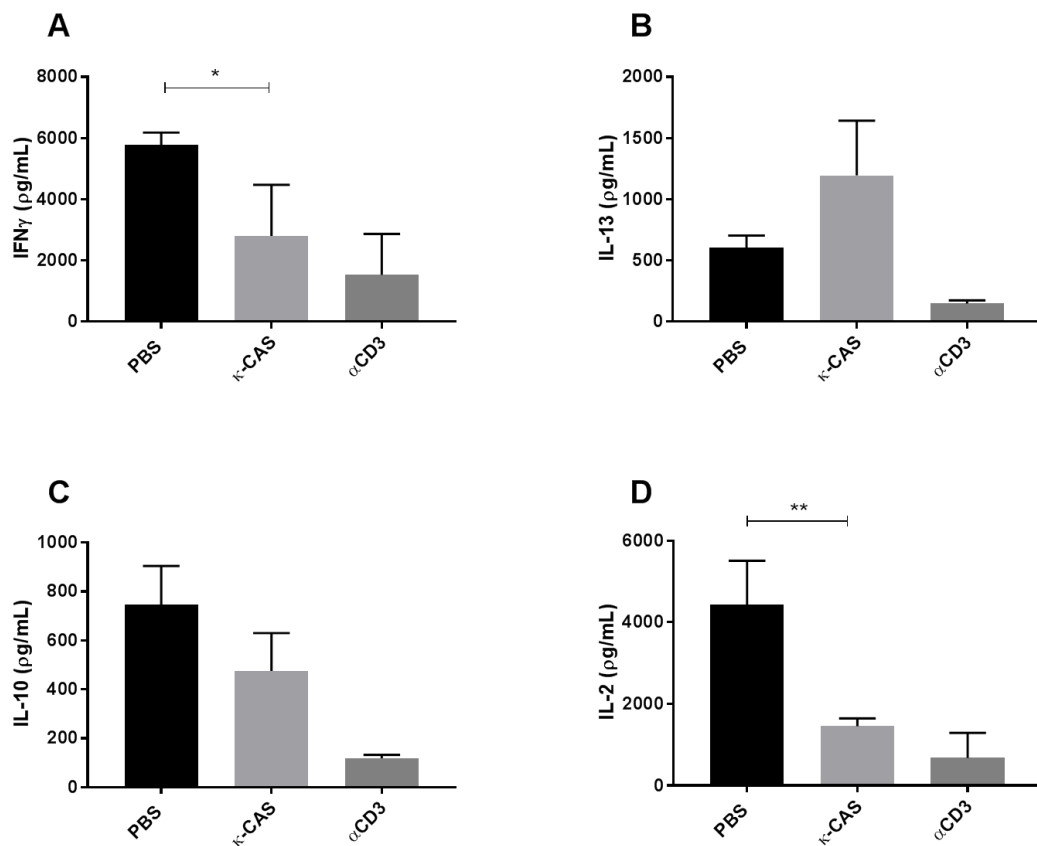 A
*
8000
6000
4000
2000
0
IFNγ (ρg/mL)
PBS
κ-CAS
αCD3
B
2000
1500
1000
500
0
IL-13 (ρg/mL)
PBS
κ-CAS
αCD3
C
1000
800
600
400
200
0
IL-10 (ρg/mL)
PBS
κ-CAS
αCD3
D
**
6000
4000
2000
0
IL-2 (ρg/mL)
PBS
κ-CAS
αCD3